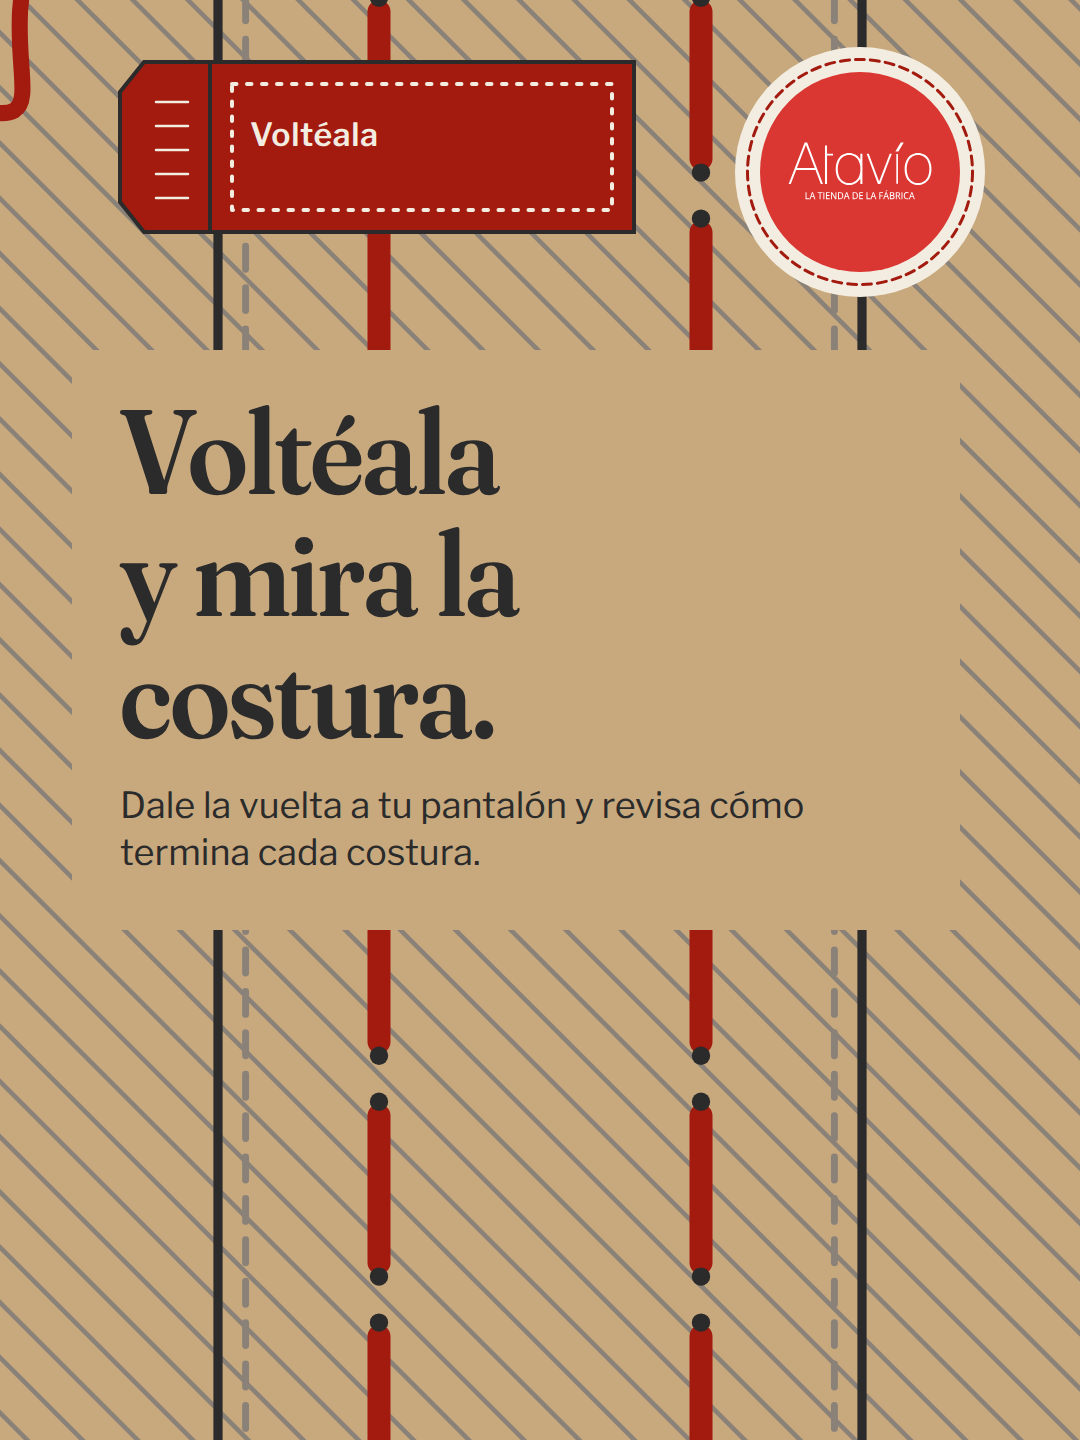 Voltéala
Atavío
LA TIENDA DE LA FÁBRICA
Voltéala
y mira la
costura.
Dale la vuelta a tu pantalón y revisa cómo
termina cada costura.